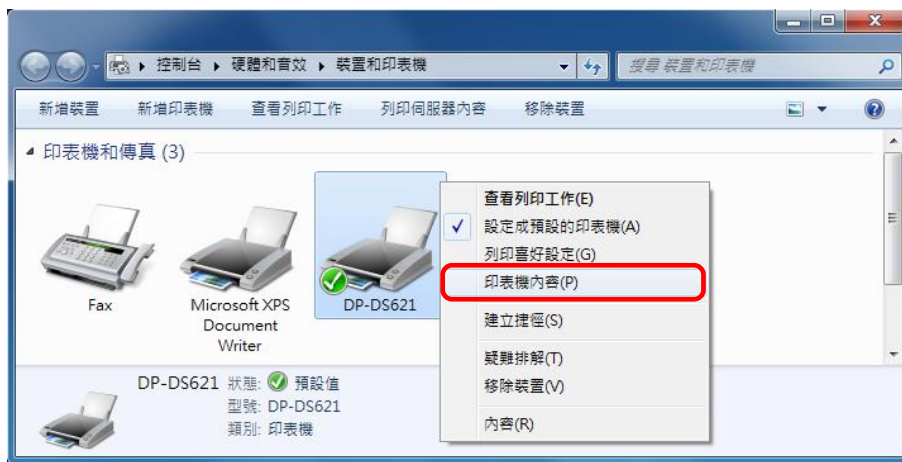 控制台 ▸ 硬體和音效 ▸ 裝置和印表機
搜尋 裝置和印表機
新增裝置 新增印表機 查看列印工作 列印伺服器內容 移除裝置
印表機和傳真 (3)
Fax
Microsoft XPS
Document
Writer
DP-DS621
查看列印工作(E)
設定成預設的印表機(A)
列印喜好設定(G)
印表機內容(P)
建立捷徑(S)
疑難排解(T)
移除裝置(V)
內容(R)
DP-DS621 狀態: 預設值
型號: DP-DS621
類別: 印表機